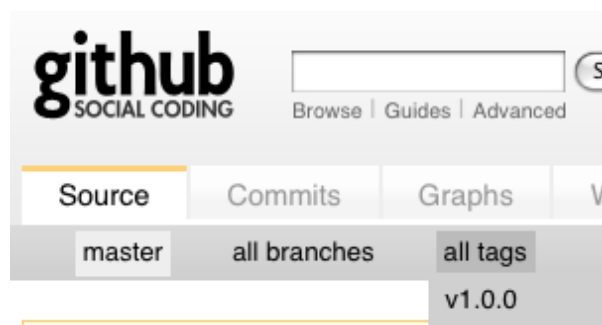 github
SOCIAL CODING
Browse | Guides | Advanced
Source Commits Graphs
master all branches all tags
v1.0.0